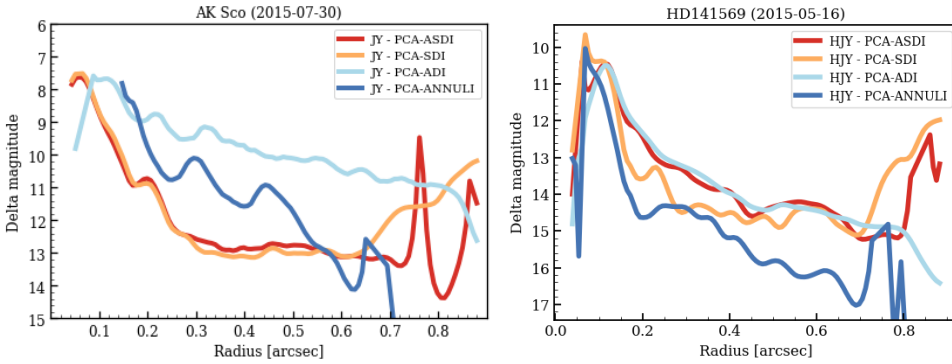 AK Sco (2015-07-30)
6
7
8
9
10
11
12
13
14
15
Delta magnitude
JY - PCA-ASDI
JY - PCA-SDI
JY - PCA-ADI
JY - PCA-ANNULI
0.1 0.2 0.3 0.4 0.5 0.6 0.7 0.8
Radius [arcsec]
HD141569 (2015-05-16)
10
11
12
13
14
15
16
17
Delta magnitude
HJY - PCA-ASDI
HJY - PCA-SDI
HJY - PCA-ADI
HJY - PCA-ANNULI
0.0 0.2 0.4 0.6 0.8
Radius [arcsec]